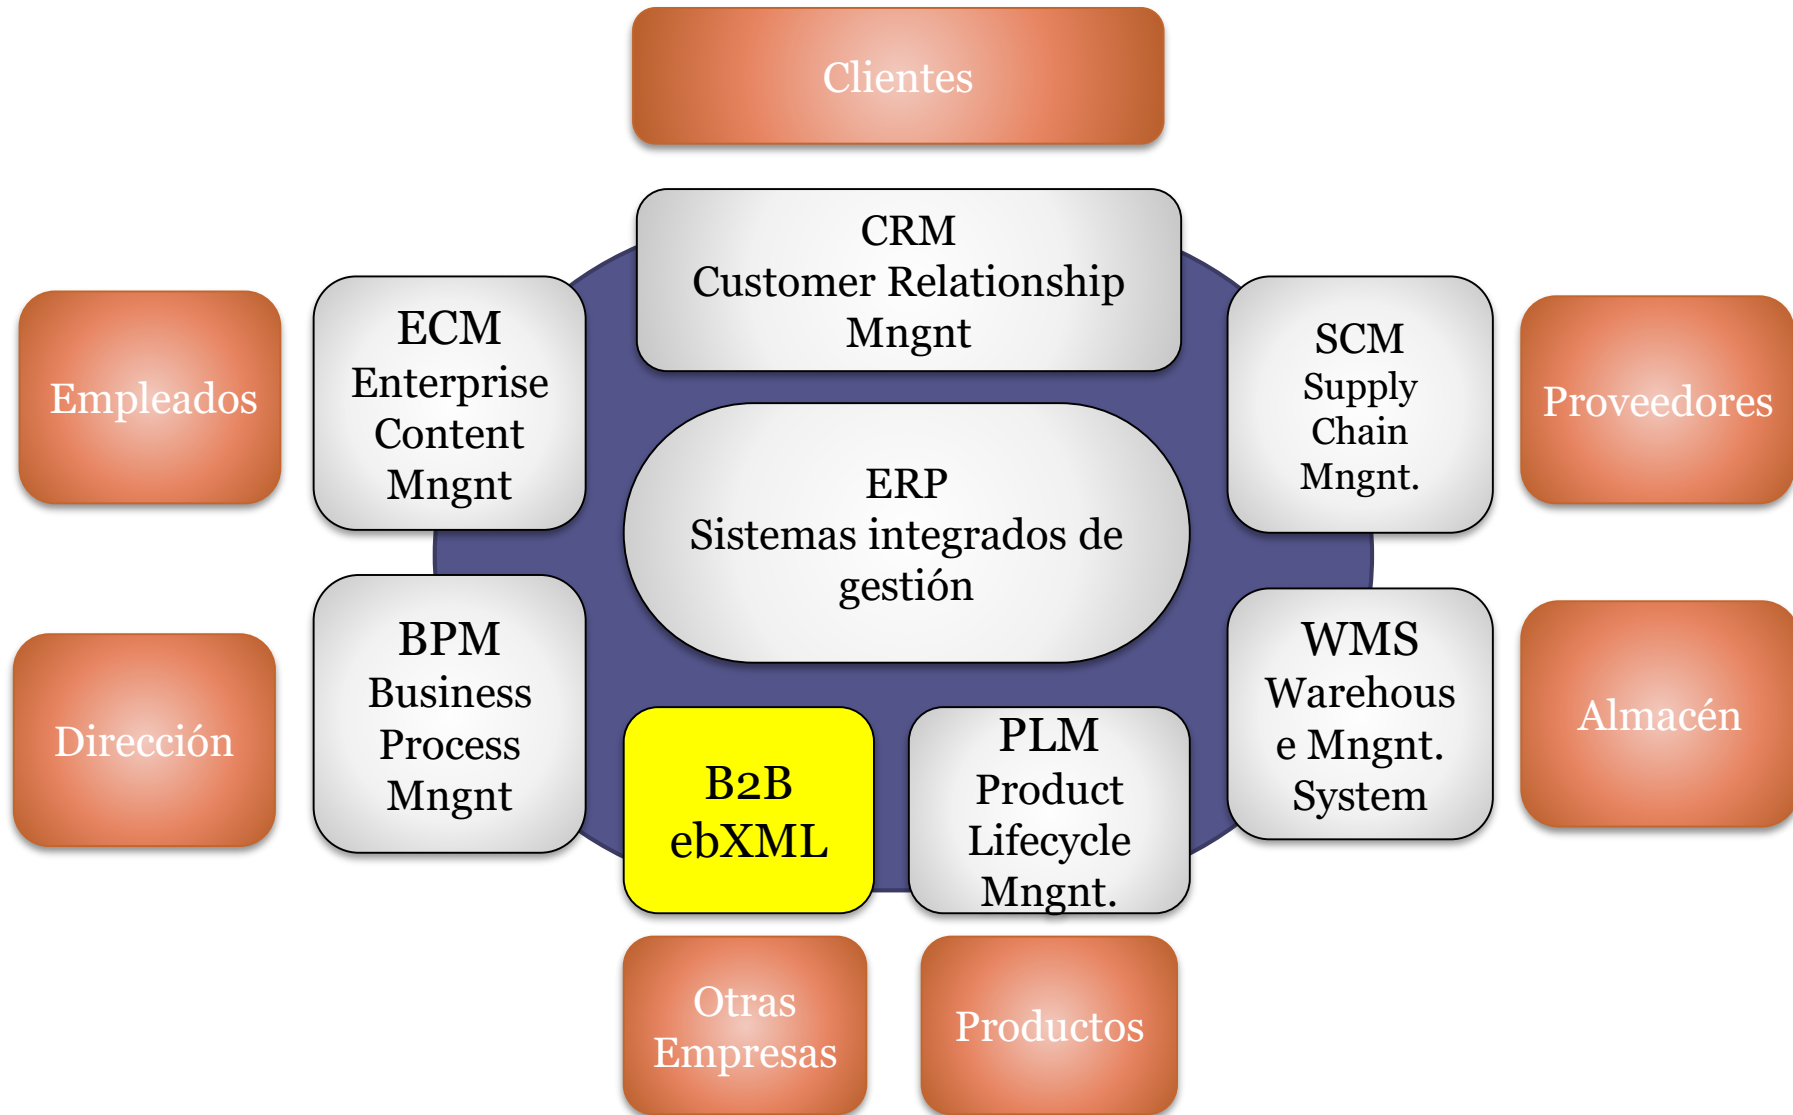 Clientes
CRM
Customer Relationship
Mngnt
ECM
Enterprise
Content
Mngnt
SCM
Supply
Chain
Mngnt.
Empleados
Proveedores
ERP
Sistemas integrados de
gestión
BPM
Business
Process
Mngnt
WMS
Warehous
e Mngnt.
System
Dirección
Almacén
B2B
ebXML
PLM
Product
Lifecycle
Mngnt.
Otras
Empresas
Productos